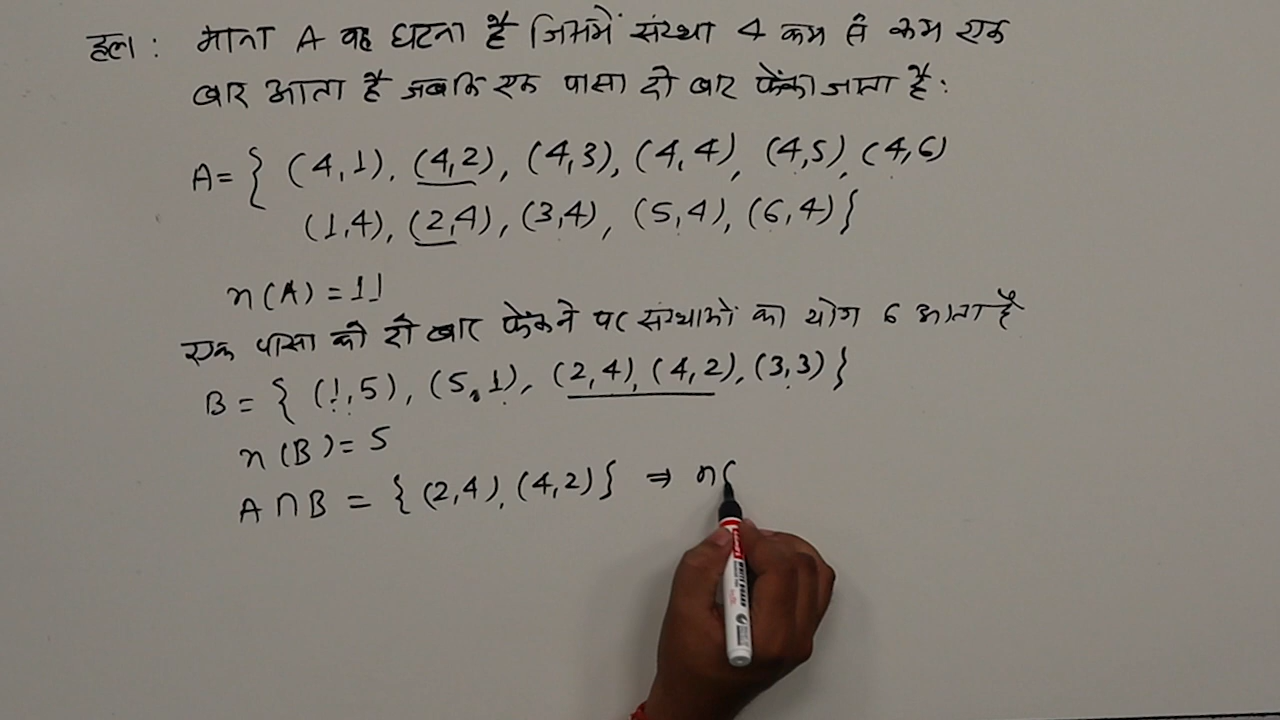 हल : माना A वह घटना है जिसमें संख्या 4 कम से कम एक
बार आता है जबकि एक पासा दो बार फेंका जाता है :
A = { (4,1), (4,2), (4,3), (4,4), (4,5), (4,6)
(1,4), (2,4), (3,4), (5,4), (6,4) }
n(A) = 11
एक पासा को दो बार फेंकने पर संख्याओं का योग 6 आता है
B = { (1,5), (5,1), (2,4), (4,2), (3,3) }
n(B) = 5
A ∩ B = { (2,4), (4,2) } ⇒ n(